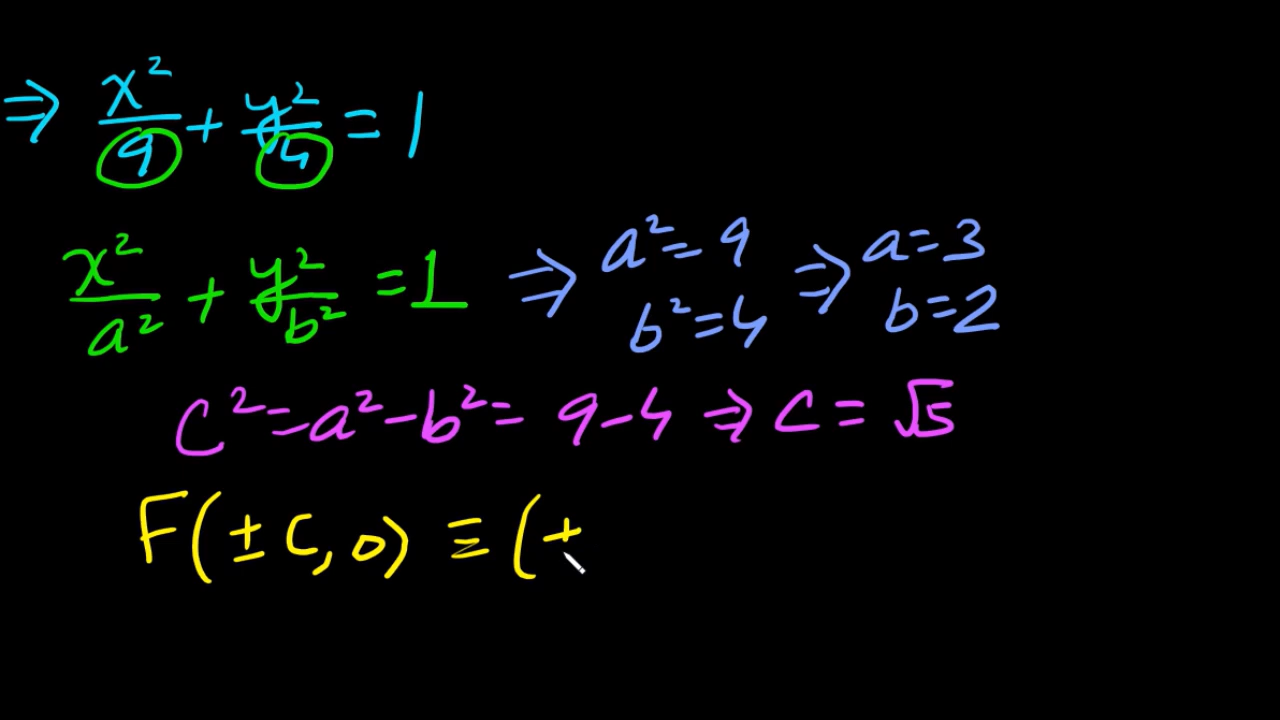 ⇒ x²/9 + y²/4 = 1
x²/a² + y²/b² = 1 ⇒ a² = 9 ⇒ a = 3
b² = 4 b = 2
c² = a² − b² = 9 − 4 ⇒ c = √5
F(± c, 0) ≡ (+